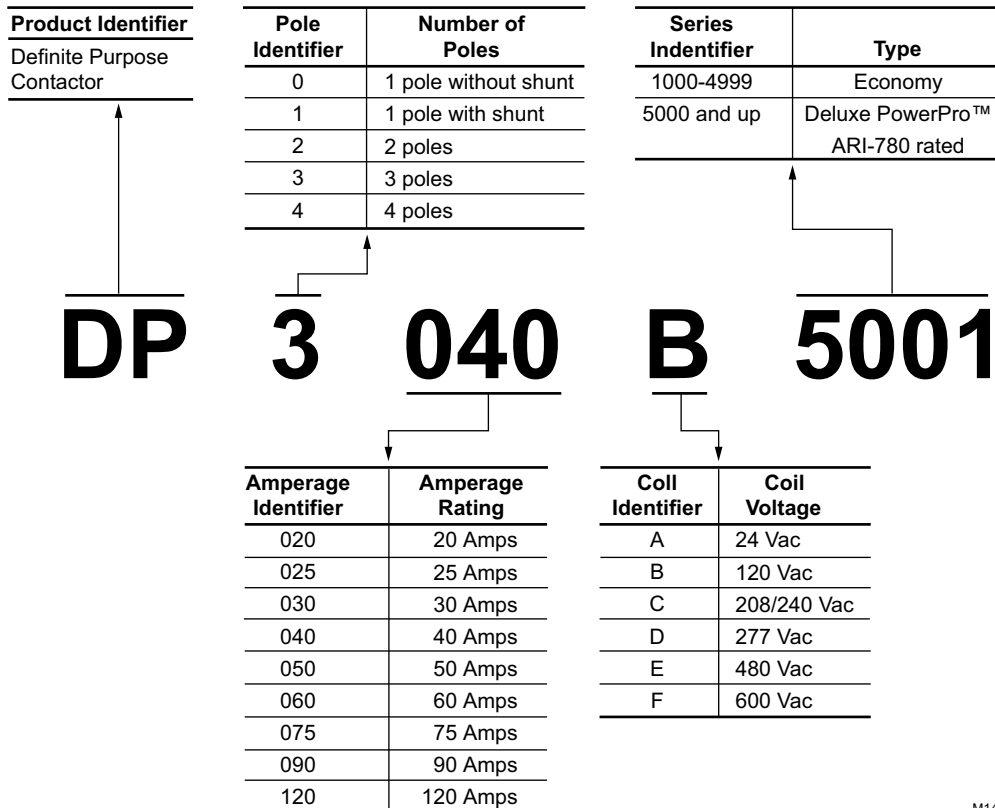 Product Identifier
Definite Purpose
Contactor
Pole Identifier	Number of Poles
0	1 pole without shunt
1	1 pole with shunt
2	2 poles
3	3 poles
4	4 poles
Series Indentifier	Type
1000-4999	Economy
5000 and up	Deluxe PowerPro™
ARI-780 rated
DP 3 040 B 5001
Amperage Identifier	Amperage Rating
020	20 Amps
025	25 Amps
030	30 Amps
040	40 Amps
050	50 Amps
060	60 Amps
075	75 Amps
090	90 Amps
120	120 Amps
Coll Identifier	Coil Voltage
A	24 Vac
B	120 Vac
C	208/240 Vac
D	277 Vac
E	480 Vac
F	600 Vac